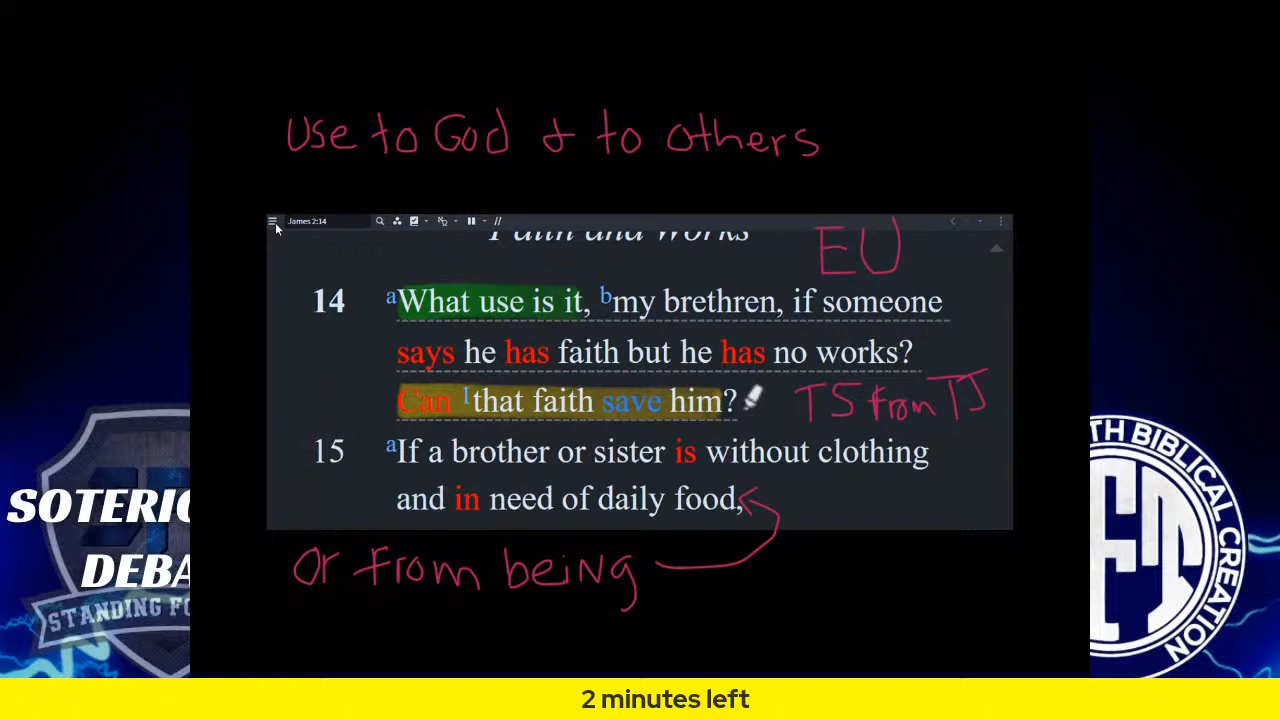 Use to God & to others
James 2:14
Faith and Works
EU
14 aWhat use is it, bmy brethren, if someone
says he has faith but he has no works?
Can 1that faith save him?
TS from TJ
15 aIf a brother or sister is without clothing
and in need of daily food,
or from being
SOTERIO
DEBA
STANDING FO
TH BIBLICAL CREATION
FT
2 minutes left